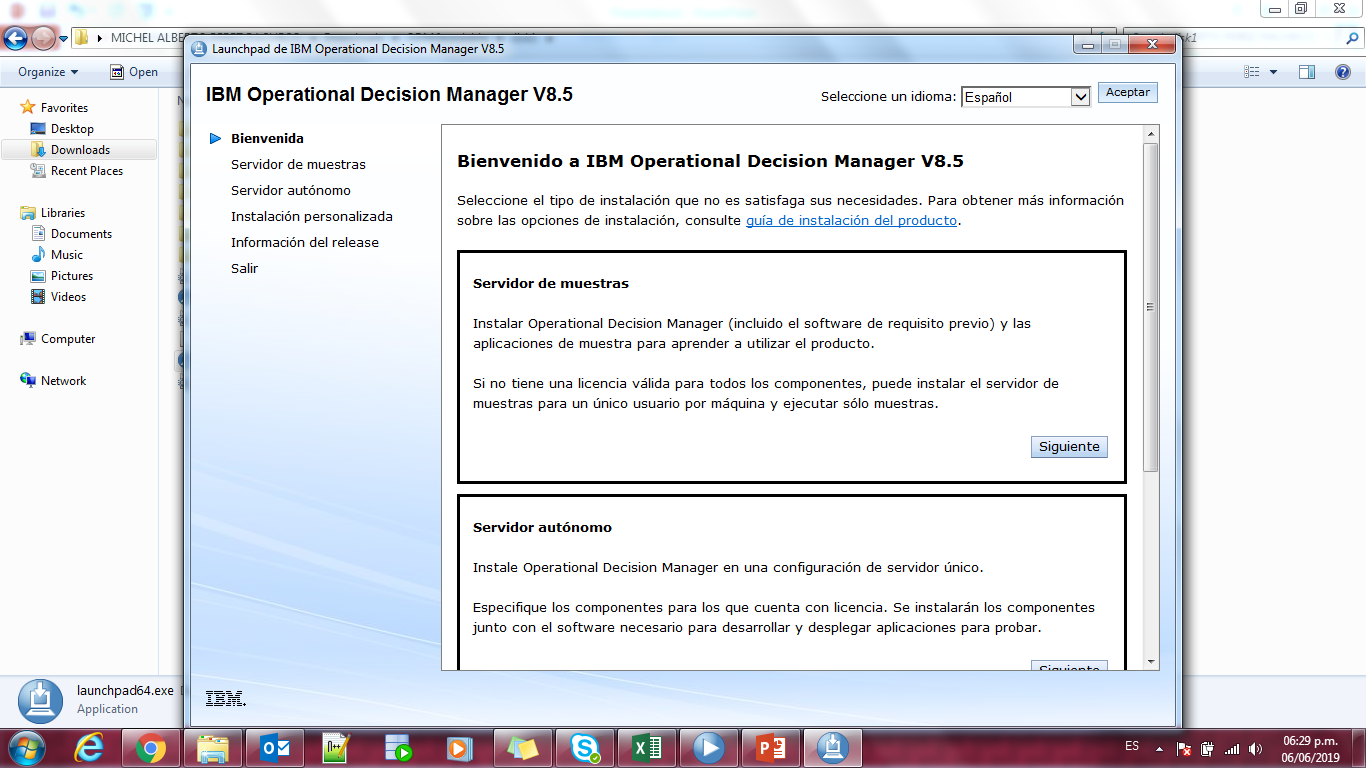 MICHEL ALBERTO
Launchpad de IBM Operational Decision Manager V8.5
Organize
Open
Favorites
Desktop
Downloads
Recent Places
Libraries
Documents
Music
Pictures
Videos
Computer
Network
IBM Operational Decision Manager V8.5
Seleccione un idioma: Español Aceptar
Bienvenida
Servidor de muestras
Servidor autónomo
Instalación personalizada
Información del release
Salir
Bienvenido a IBM Operational Decision Manager V8.5
Seleccione el tipo de instalación que no es satisfaga sus necesidades. Para obtener más información
sobre las opciones de instalación, consulte guía de instalación del producto.
Servidor de muestras
Instalar Operational Decision Manager (incluido el software de requisito previo) y las
aplicaciones de muestra para aprender a utilizar el producto.
Si no tiene una licencia válida para todos los componentes, puede instalar el servidor de
muestras para un único usuario por máquina y ejecutar sólo muestras.
Siguiente
Servidor autónomo
Instale Operational Decision Manager en una configuración de servidor único.
Especifique los componentes para los que cuenta con licencia. Se instalarán los componentes
junto con el software necesario para desarrollar y desplegar aplicaciones para probar.
Siguiente
IBM.
launchpad64.exe
Application
ES
06:29 p.m.
06/06/2019